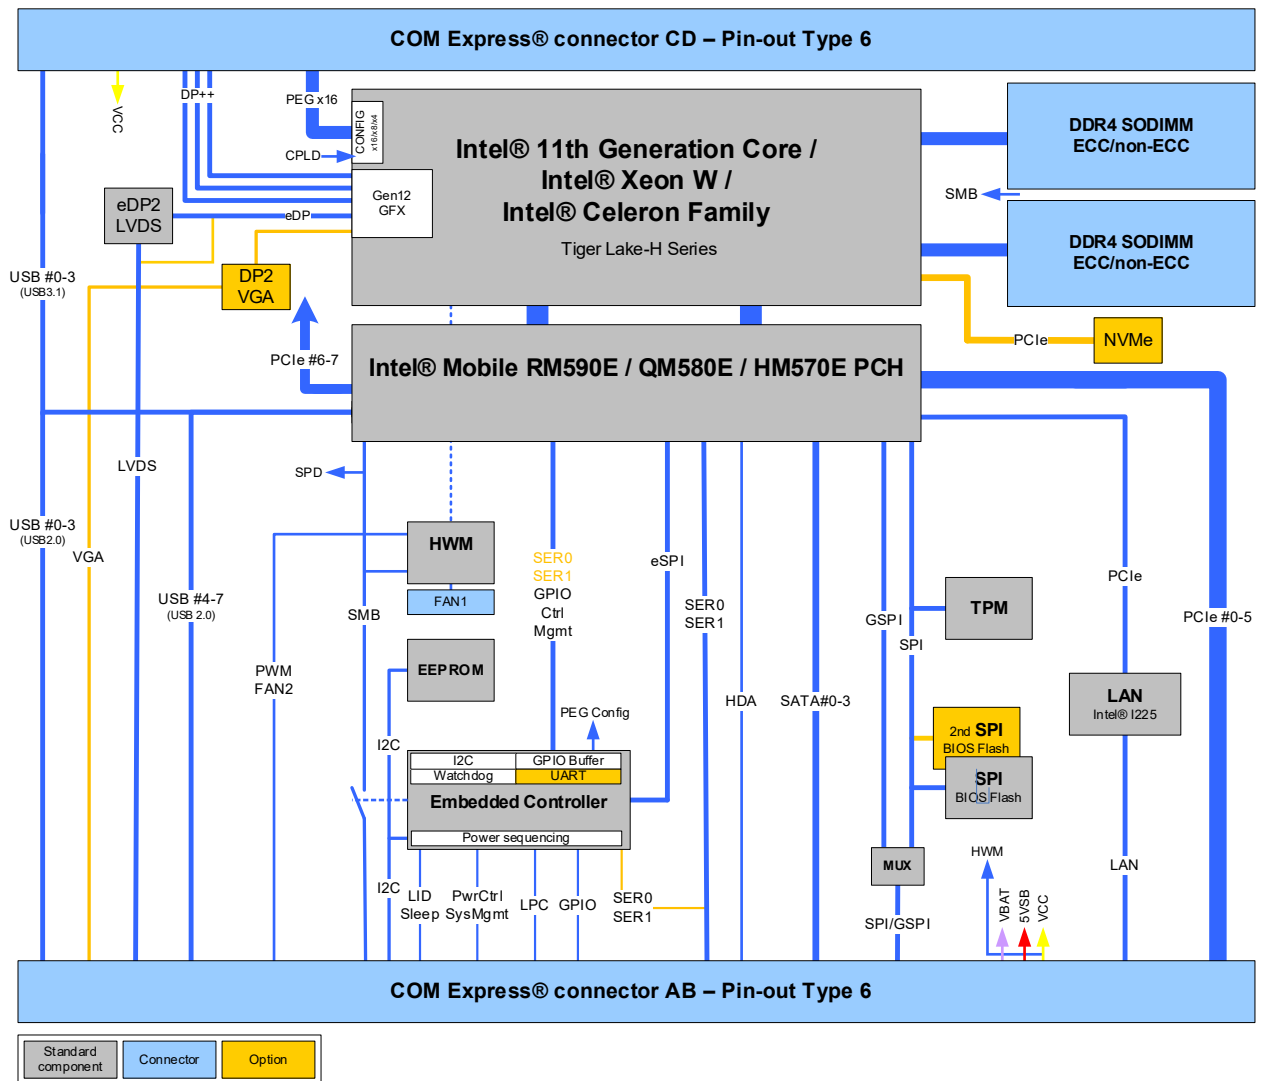 COM Express® connector CD – Pin-out Type 6
DP++
VCC
PEG x16
CONFIG
x16/x8/x4
CPLD
Intel® 11th Generation Core /
Intel® Xeon W /
Intel® Celeron Family
Tiger Lake-H Series
DDR4 SODIMM
ECC/non-ECC
SMB
DDR4 SODIMM
ECC/non-ECC
Gen12
GFX
eDP2
LVDS
eDP
USB #0-3
(USB3.1)
DP2
VGA
PCIe #6-7
PCIe
NVMe
Intel® Mobile RM590E / QM580E / HM570E PCH
LVDS
SPD
USB #0-3
(USB2.0)
VGA
USB #4-7
(USB 2.0)
HWM
FAN1
SMB
SER0
SER1
GPIO
Ctrl
Mgmt
eSPI
SER0
SER1
GSPI
SPI
TPM
PCIe
PCIe #0-5
PWM
FAN2
EEPROM
HDA
SATA#0-3
LAN
Intel® I225
PEG Config
I2C
2nd SPI
BIOS Flash
SPI
BIOS Flash
I2C
GPIO Buffer
Watchdog
UART
Embedded Controller
Power sequencing
MUX
HWM
LAN
I2C
LID
Sleep
PwrCtrl
SysMgmt
LPC
GPIO
SER0
SER1
SPI/GSPI
VBAT
5VSB
VCC
COM Express® connector AB – Pin-out Type 6
Standard
component
Connector
Option